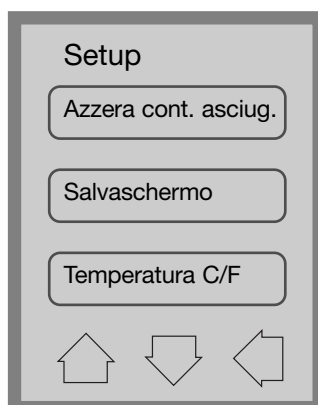 Setup
Azzera cont. asciug.
Salvaschermo
Temperatura C/F